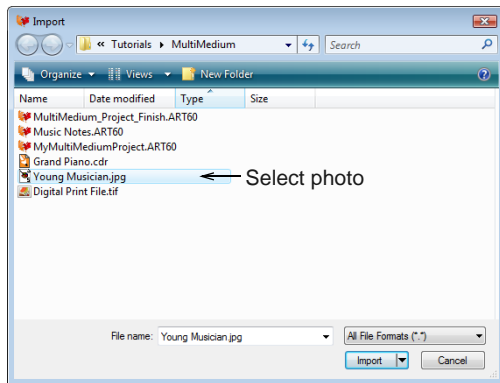 Import
« Tutorials MultiMedium Search
Organize Views New Folder
Name Date modified Type Size
MultiMedium_Project_Finish.ART60
Music Notes.ART60
MyMultiMediumProject.ART60
Grand Piano.cdr
Young Musician.jpg Select photo
Digital Print File.tif
File name: Young Musician.jpg All File Formats (*.*)
Import Cancel